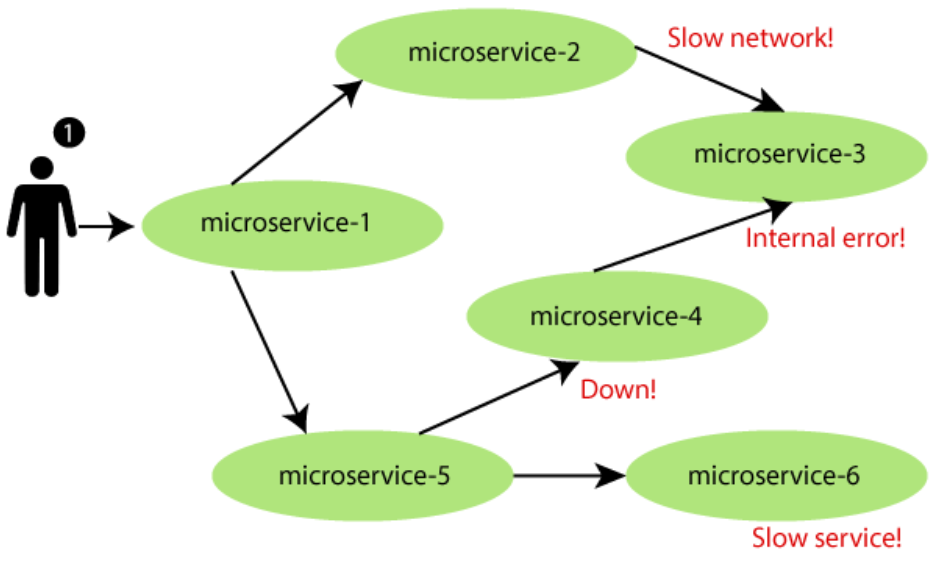 microservice-2
Slow network!
1
microservice-3
microservice-1
Internal error!
microservice-4
Down!
microservice-5
microservice-6
Slow service!